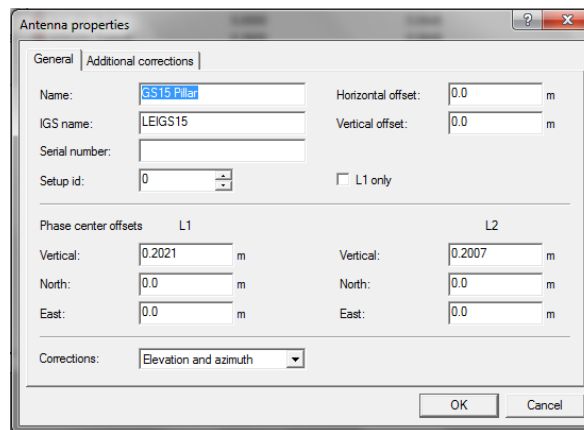 Antenna properties
General Additional corrections
Name: GS15 Pillar Horizontal offset: 0.0 m
IGS name: LEIGS15 Vertical offset: 0.0 m
Serial number:
Setup id: 0 L1 only
Phase center offsets L1 L2
Vertical: 0.2021 m Vertical: 0.2007 m
North: 0.0 m North: 0.0 m
East: 0.0 m East: 0.0 m
Corrections: Elevation and azimuth
OK Cancel